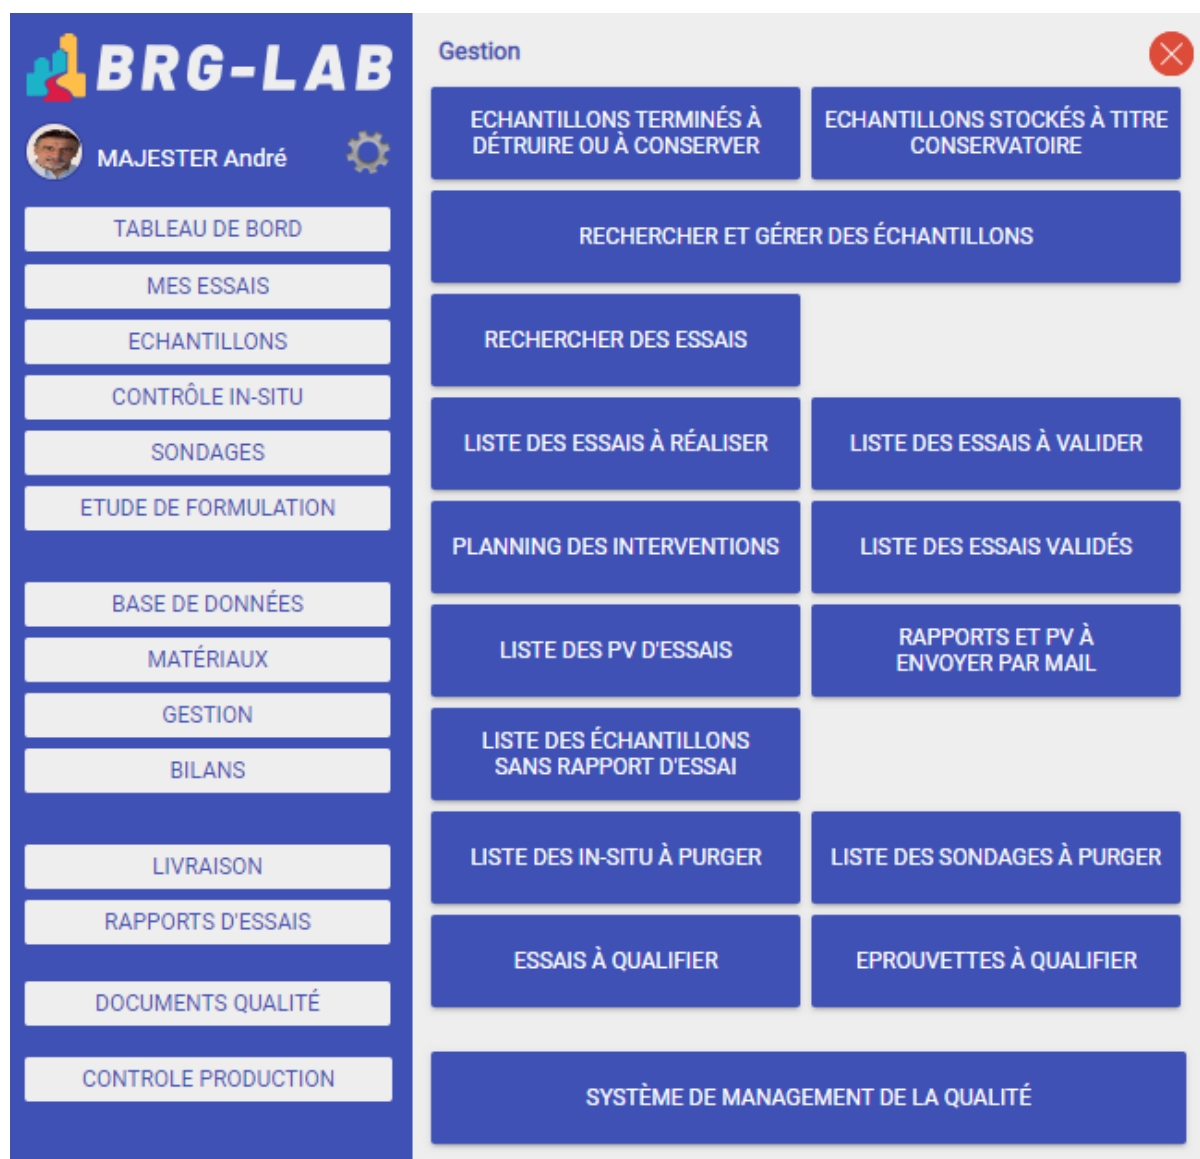 BRG-LAB
MAJESTER André
TABLEAU DE BORD
MES ESSAIS
ECHANTILLONS
CONTRÔLE IN-SITU
SONDAGES
ETUDE DE FORMULATION
BASE DE DONNÉES
MATÉRIAUX
GESTION
BILANS
LIVRAISON
RAPPORTS D'ESSAIS
DOCUMENTS QUALITÉ
CONTROLE PRODUCTION
Gestion
ECHANTILLONS TERMINÉS À
DÉTRUIRE OU À CONSERVER
ECHANTILLONS STOCKÉS À TITRE
CONSERVATOIRE
RECHERCHER ET GÉRER DES ÉCHANTILLONS
RECHERCHER DES ESSAIS
LISTE DES ESSAIS À RÉALISER
LISTE DES ESSAIS À VALIDER
PLANNING DES INTERVENTIONS
LISTE DES ESSAIS VALIDÉS
LISTE DES PV D'ESSAIS
RAPPORTS ET PV À
ENVOYER PAR MAIL
LISTE DES ÉCHANTILLONS
SANS RAPPORT D'ESSAI
LISTE DES IN-SITU À PURGER
LISTE DES SONDAGES À PURGER
ESSAIS À QUALIFIER
EPROUVETTES À QUALIFIER
SYSTÈME DE MANAGEMENT DE LA QUALITÉ